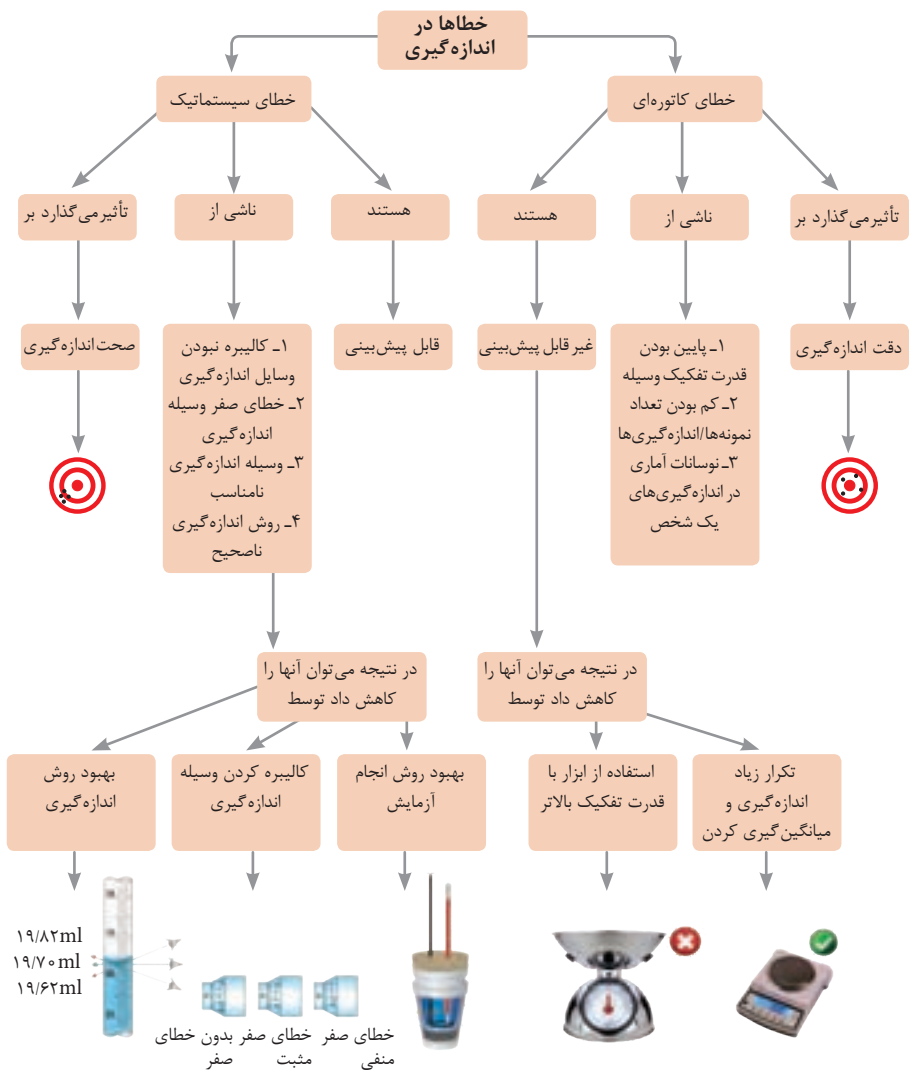 خطاها در
اندازه‌گیری
خطای کاتوره‌ای
خطای سیستماتیک
تأثیرمی‌گذارد بر
ناشی از
هستند
هستند
ناشی از
تأثیرمی‌گذارد بر
دقت اندازه‌گیری
۱ـ پایین بودن
قدرت تفکیک وسیله
۲ـ کم بودن تعداد
نمونه‌ها/اندازه‌گیری‌ها
۳ـ نوسانات آماری
در اندازه‌گیری‌های
یک شخص
غیر قابل پیش‌بینی
قابل پیش‌بینی
۱ـ کالیبره نبودن
وسایل اندازه‌گیری
۲ـ خطای صفر وسیله
اندازه‌گیری
۳ـ وسیله اندازه‌گیری
نامناسب
۴ـ روش اندازه‌گیری
ناصحیح
صحت‌اندازه‌گیری
در نتیجه می‌توان آنها را
کاهش داد توسط
در نتیجه می‌توان آنها را
کاهش داد توسط
تکرار زیاد
اندازه‌گیری و
میانگین‌گیری کردن
استفاده از ابزار با
قدرت تفکیک بالاتر
بهبود روش انجام
آزمایش
کالیبره کردن وسیله
اندازه‌گیری
بهبود روش
اندازه‌گیری
۱۹/۸۲ml
۱۹/۷۰ml
۱۹/۶۲ml
خطای صفر
منفی
خطای صفر
مثبت
بدون خطای
صفر